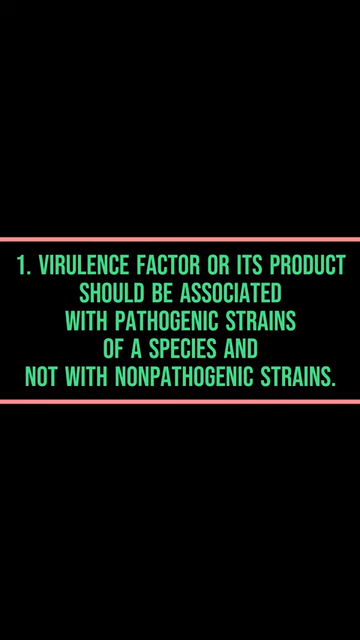 1. VIRULENCE FACTOR OR ITS PRODUCT
SHOULD BE ASSOCIATED
WITH PATHOGENIC STRAINS
OF A SPECIES AND
NOT WITH NONPATHOGENIC STRAINS.